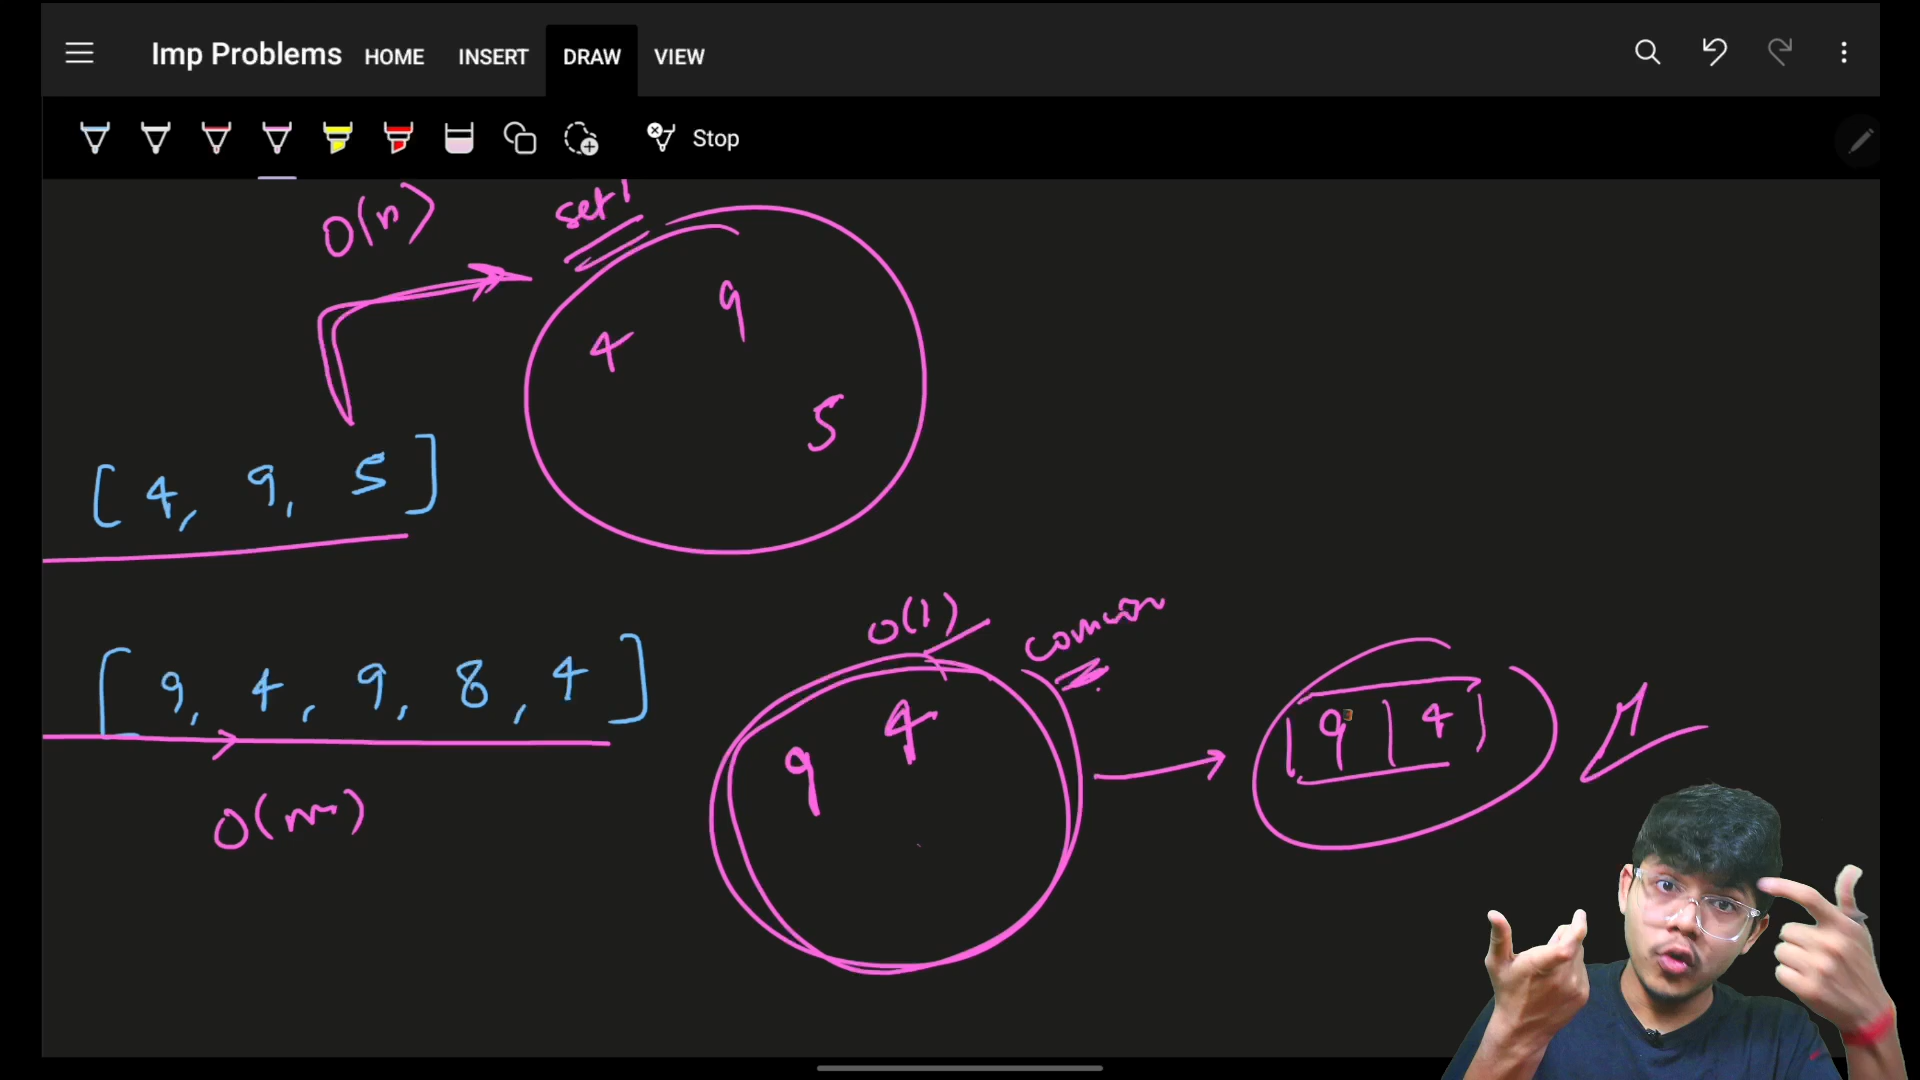 Imp Problems HOME INSERT DRAW VIEW
Stop
O(n)
set1
4 9 5
[4, 9, 5]
O(1)
common
[9, 4, 9, 8, 4]
9 4
|9|4|
O(m)